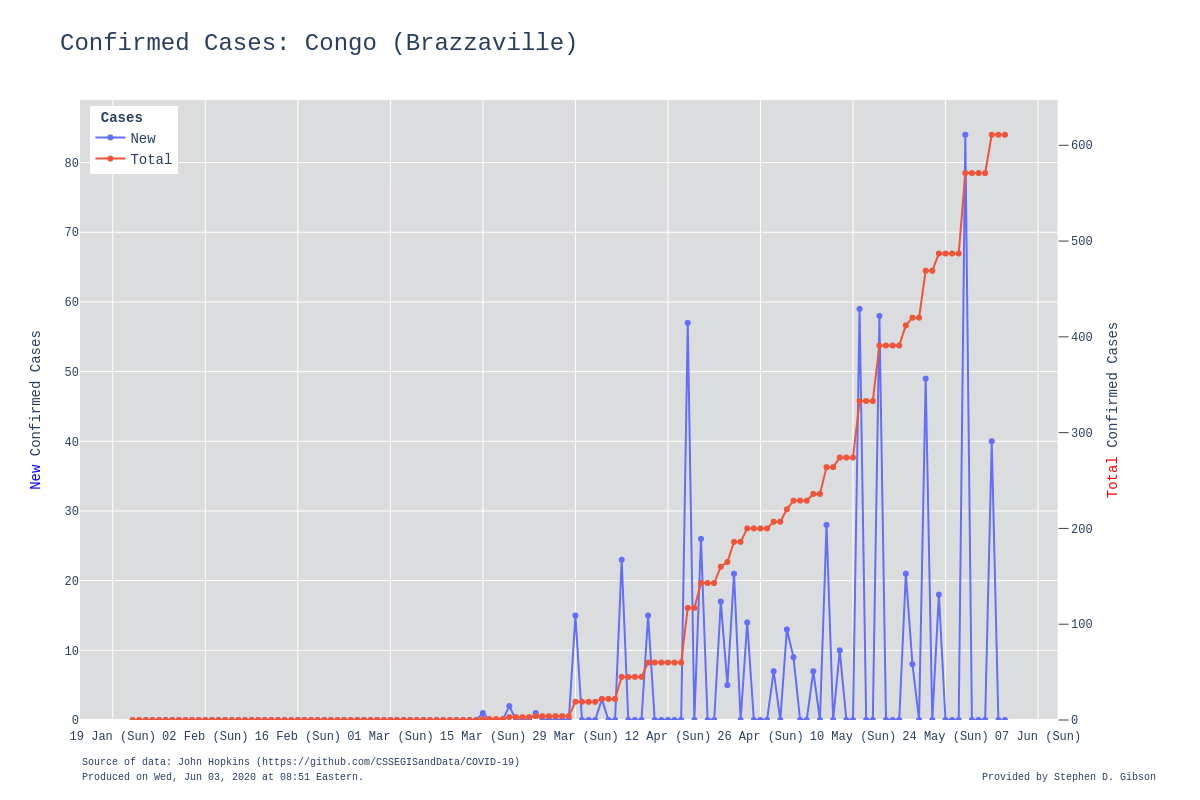 Confirmed Cases: Congo (Brazzaville)
Cases
New
Total
80
70
60
50
40
30
20
10
0
New Confirmed Cases
600
500
400
300
200
100
0
Total Confirmed Cases
19 Jan (Sun) 02 Feb (Sun) 16 Feb (Sun) 01 Mar (Sun) 15 Mar (Sun) 29 Mar (Sun) 12 Apr (Sun) 26 Apr (Sun) 10 May (Sun) 24 May (Sun) 07 Jun (Sun)
Source of data: John Hopkins (https://github.com/CSSEGISandData/COVID-19)
Produced on Wed, Jun 03, 2020 at 08:51 Eastern.
Provided by Stephen D. Gibson